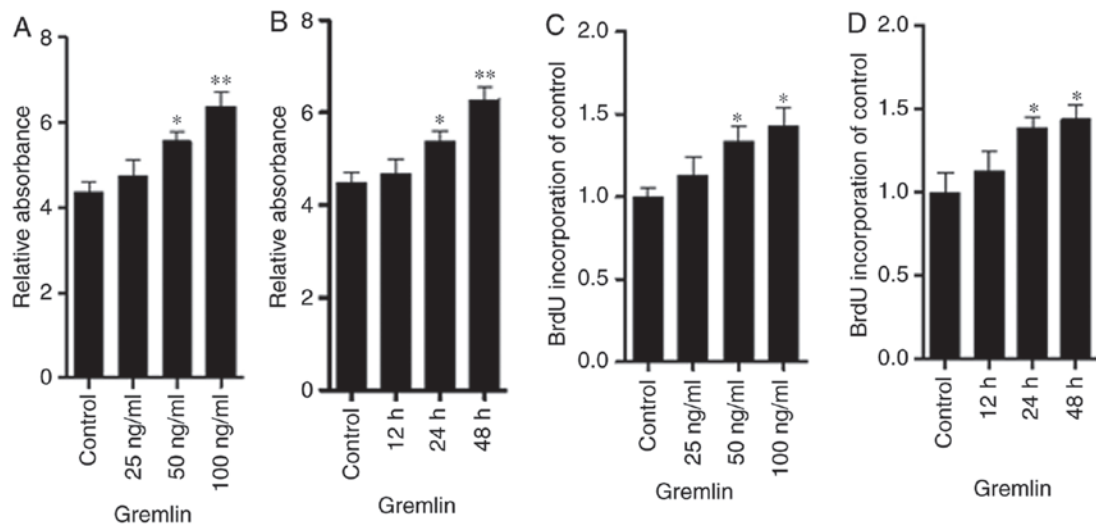 A
Relative absorbance
8
6
4
2
0
Control
25 ng/ml
50 ng/ml
100 ng/ml
*
**
Gremlin
B
Relative absorbance
8
6
4
2
0
Control
12 h
24 h
48 h
*
**
Gremlin
C
BrdU incorporation of control
2.0
1.5
1.0
0.5
0.0
Control
25 ng/ml
50 ng/ml
100 ng/ml
*
*
Gremlin
D
BrdU incorporation of control
2.0
1.5
1.0
0.5
0.0
Control
12 h
24 h
48 h
*
*
Gremlin